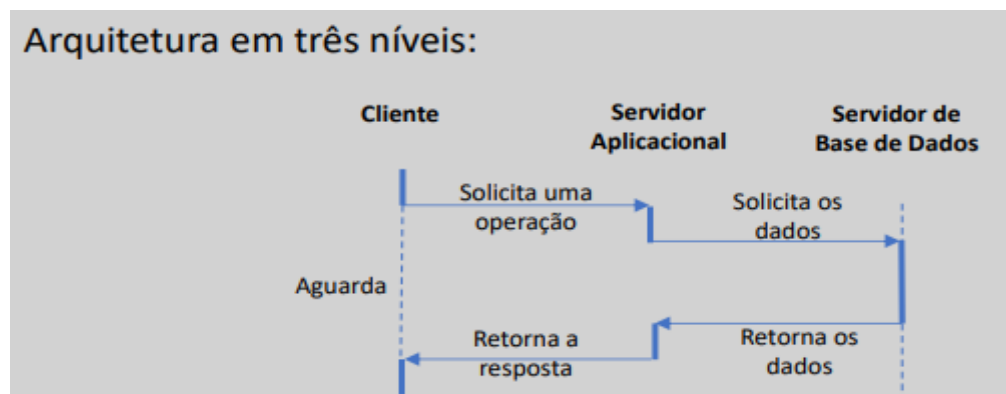 Arquitetura em três níveis:
Cliente
Servidor
Aplicacional
Servidor de
Base de Dados
Solicita uma
operação
Solicita os
dados
Aguarda
Retorna a
resposta
Retorna os
dados